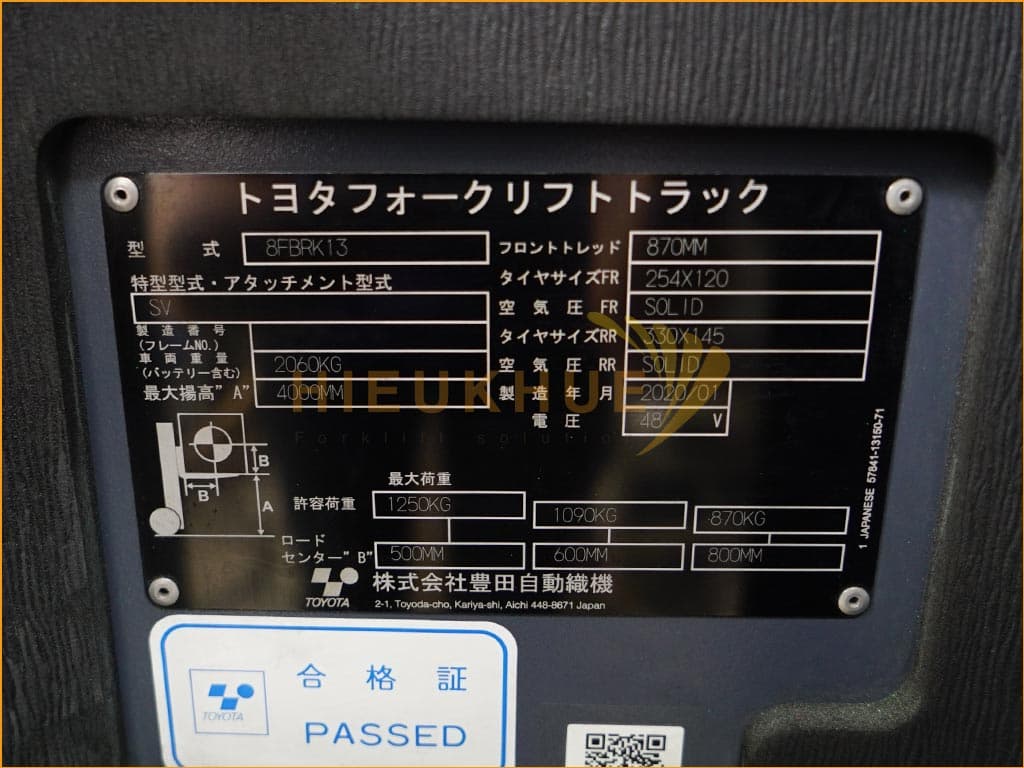 トヨタフォークリフトトラック
型 式 8FBRK13 フロントトレッド 870MM
特型型式・アタッチメント型式 タイヤサイズFR 254X120
SV 空気圧 FR SOLID
製造番号
(フレームNO.) タイヤサイズRR 330X145
車両重量
(バッテリー含む) 2060KG 空気圧 RR SOLID
最大揚高"A" 4000MM 製造年月 2020/01
電圧 48 V
HIEUKHUE
Forklift solution
B
B
A
最大荷重
許容荷重 1250KG 1090KG 870KG
ロード
センター"B" 500MM 600MM 800MM
TOYOTA 株式会社豊田自動織機
2-1, Toyoda-cho, Kariya-shi, Aichi 448-8671 Japan
1 JAPANESE 57841-13150-71
TOYOTA
合格証
PASSED